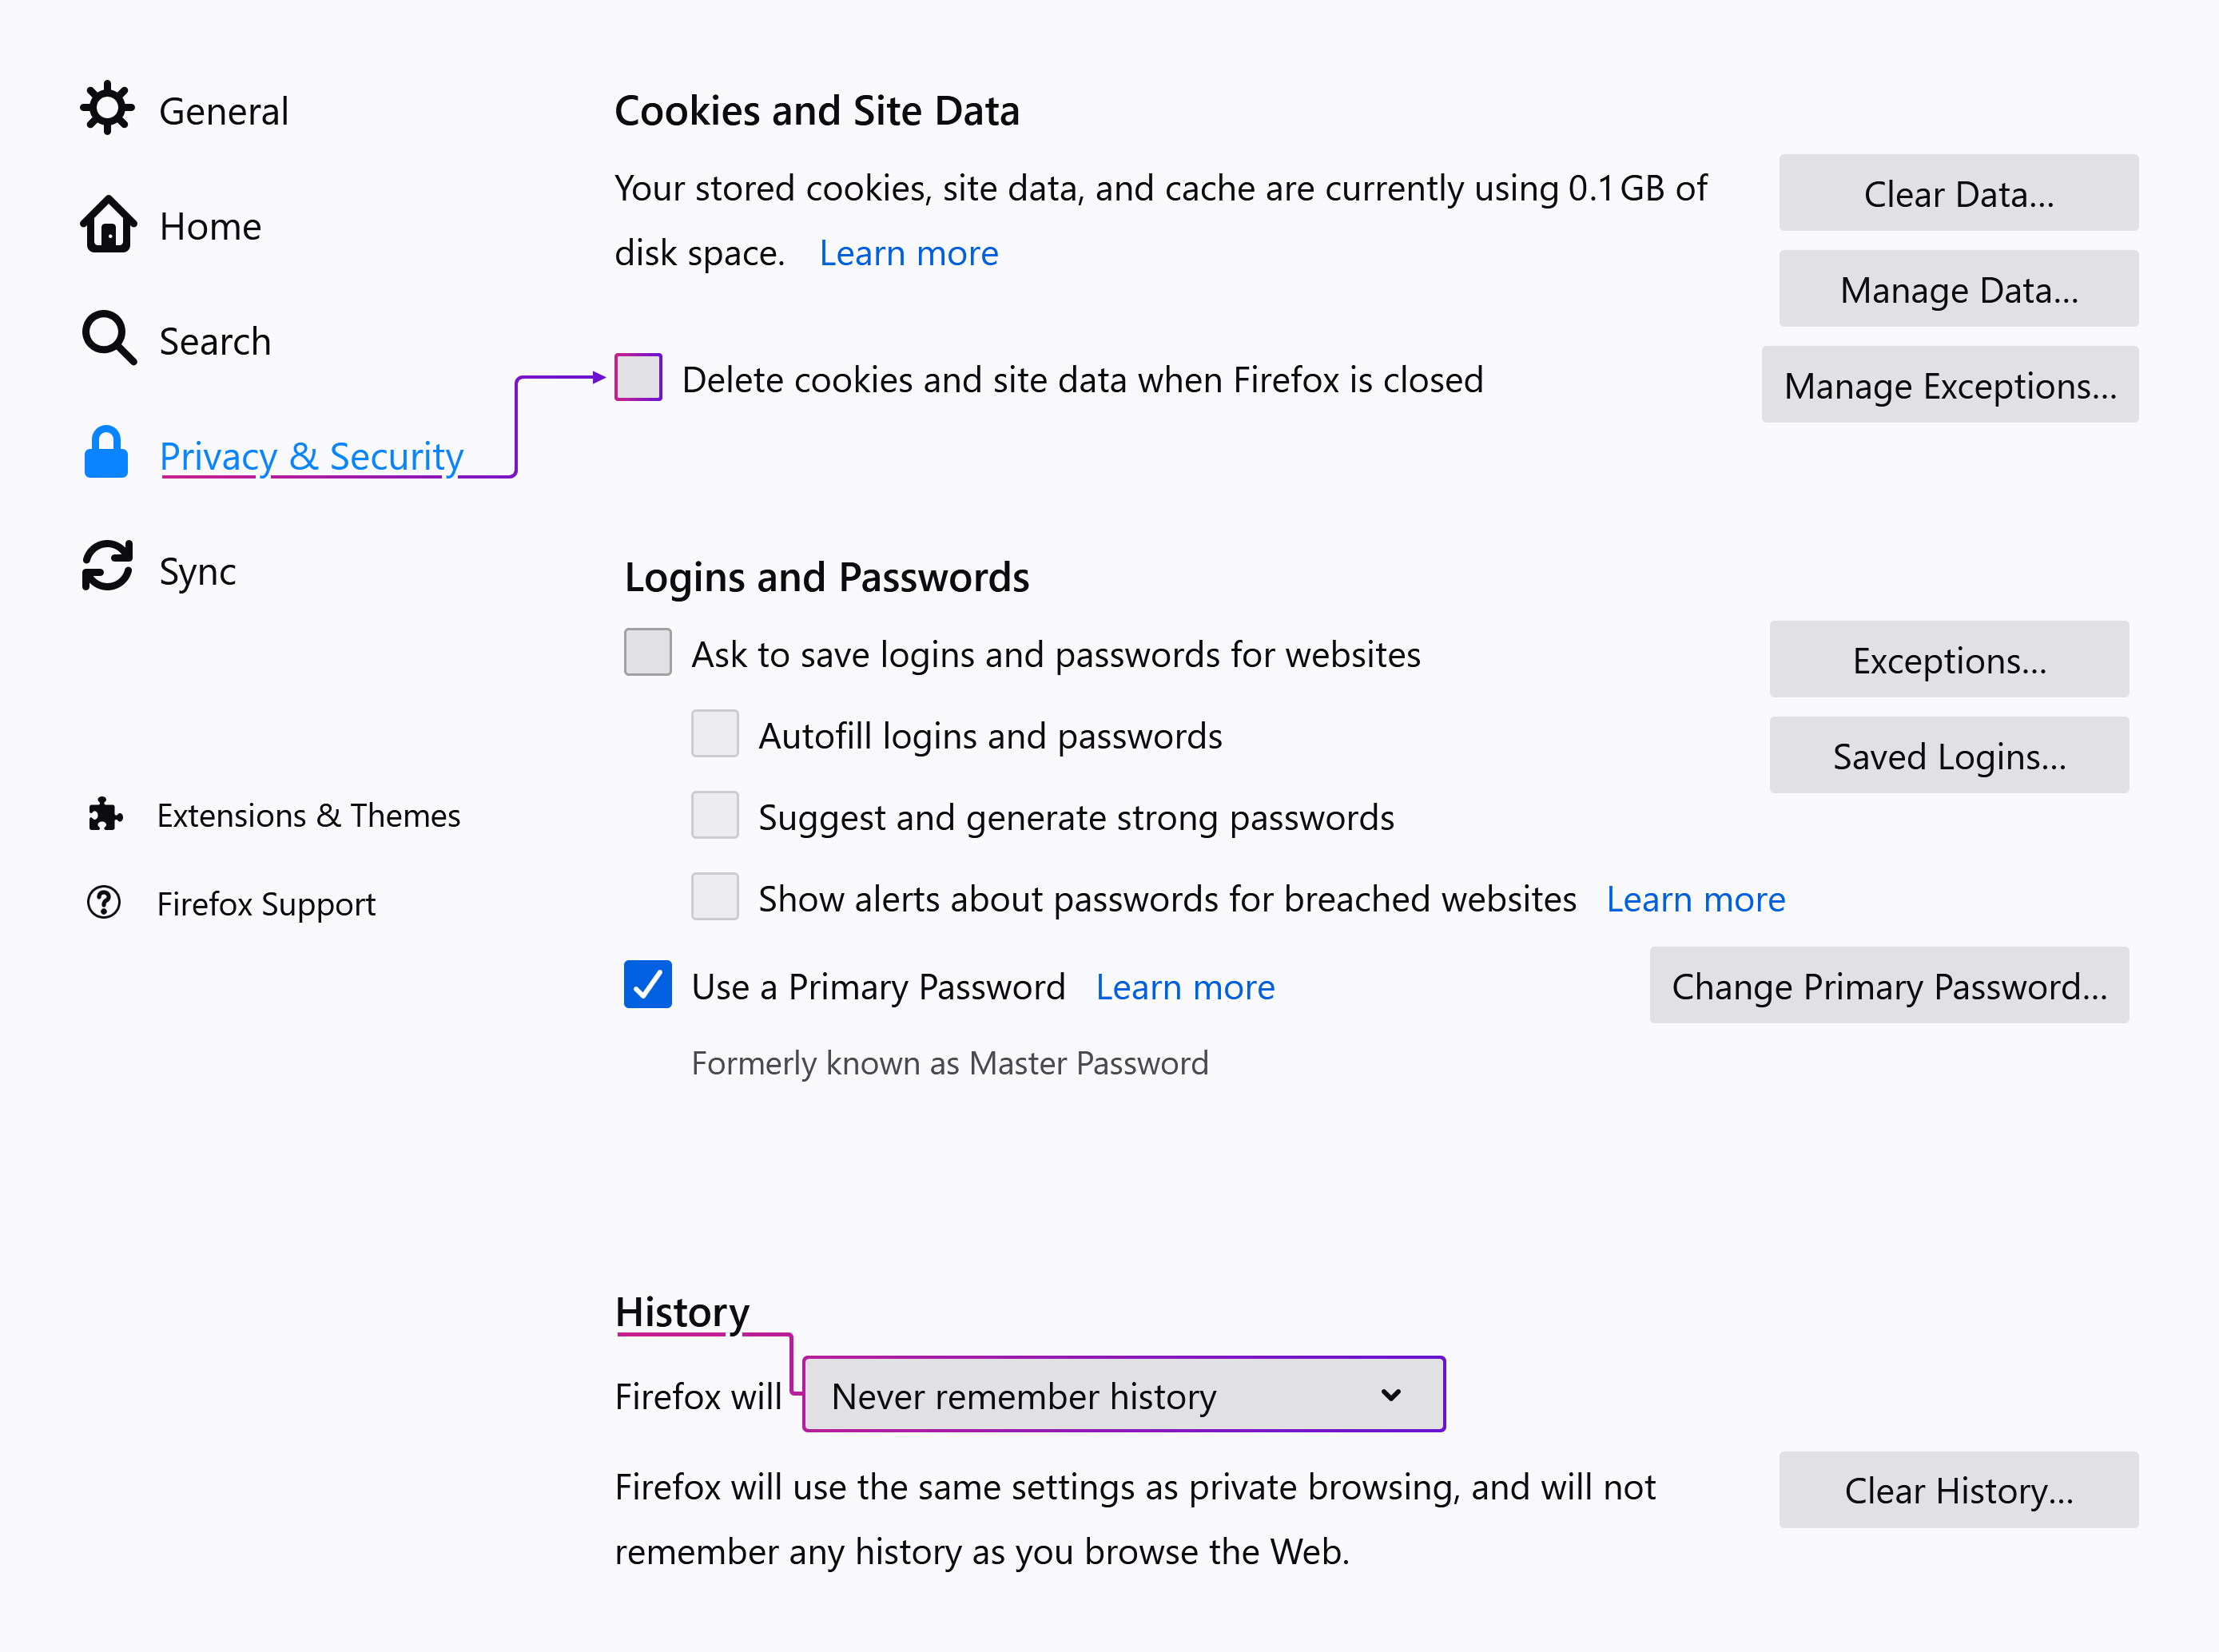 General
Home
Search
Privacy & Security
Sync
Extensions & Themes
Firefox Support
Cookies and Site Data
Your stored cookies, site data, and cache are currently using 0.1 GB of
disk space. Learn more
Clear Data...
Manage Data...
Delete cookies and site data when Firefox is closed
Manage Exceptions...
Logins and Passwords
Ask to save logins and passwords for websites
Exceptions...
Autofill logins and passwords
Saved Logins...
Suggest and generate strong passwords
Show alerts about passwords for breached websites Learn more
Use a Primary Password Learn more
Change Primary Password...
Formerly known as Master Password
History
Firefox will Never remember history
Firefox will use the same settings as private browsing, and will not
remember any history as you browse the Web.
Clear History...